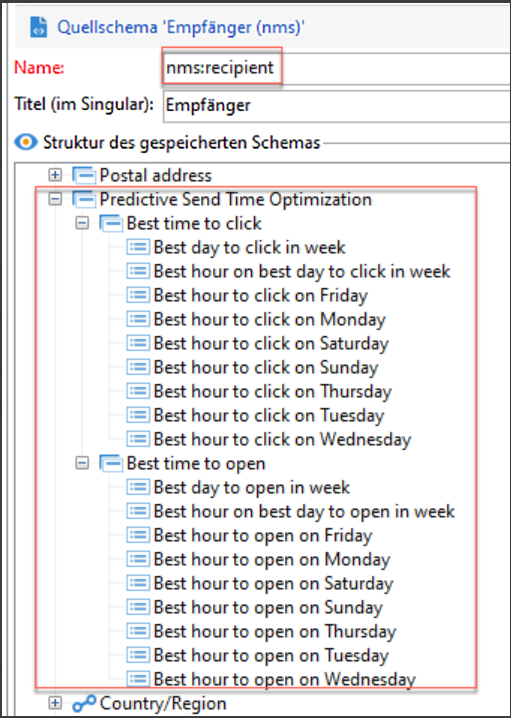 Quellschema 'Empfänger (nms)'
Name: nms:recipient
Titel (im Singular): Empfänger
Struktur des gespeicherten Schemas
Postal address
Predictive Send Time Optimization
Best time to click
Best day to click in week
Best hour on best day to click in week
Best hour to click on Friday
Best hour to click on Monday
Best hour to click on Saturday
Best hour to click on Sunday
Best hour to click on Thursday
Best hour to click on Tuesday
Best hour to click on Wednesday
Best time to open
Best day to open in week
Best hour on best day to open in week
Best hour to open on Friday
Best hour to open on Monday
Best hour to open on Saturday
Best hour to open on Sunday
Best hour to open on Thursday
Best hour to open on Tuesday
Best hour to open on Wednesday
Country/Region